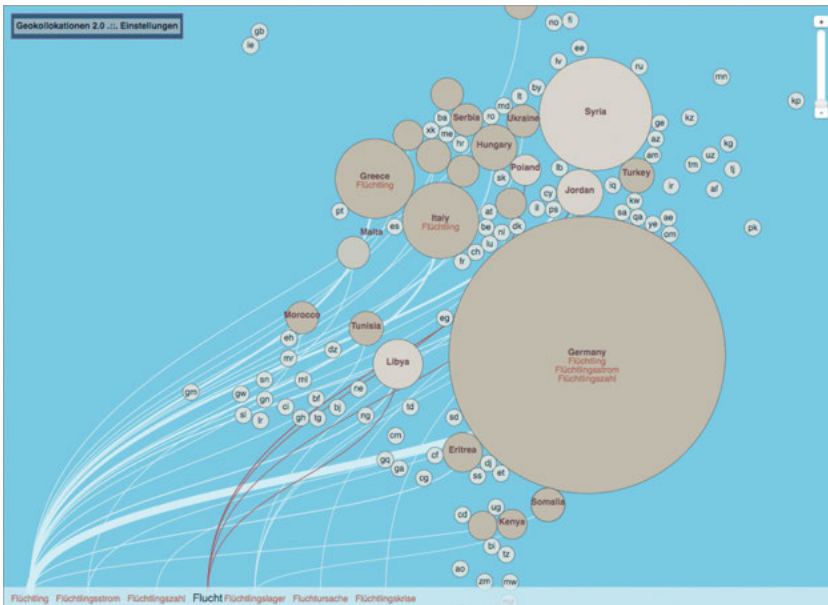 Geokollokationen 2.0 .::. Einstellungen
gb
ie
no
fi
ee
lv
ru
mn
kp
by
lt
md
Syria
ro
ba
Serbia
Ukraine
kz
ge
xk
me
hr
Hungary
az
kg
am
uz
Greece
Flüchtling
sk
Poland
lb
Turkey
tm
tj
iq
ir
af
cy
Jordan
kw
pt
Italy
Flüchtling
at
il
ps
sa
qa
ae
ye
om
pk
es
be
nl
dk
Malta
lu
ch
fr
Morocco
Tunisia
eg
eh
dz
mr
Libya
Germany
Flüchtling
Flüchtlingsstrom
Flüchtlingszahl
sn
ml
ne
gm
gw
gn
ci
bf
bj
td
sl
lr
gh
tg
ng
sd
cm
Eritrea
gq
ga
cf
dj
cg
ss
et
Somalia
ug
cd
Kenya
bi
tz
ao
zm
mw
Flüchtling Flüchtlingsstrom Flüchtlingszahl Flucht Flüchtlingslager Fluchtursache Flüchtlingskrise